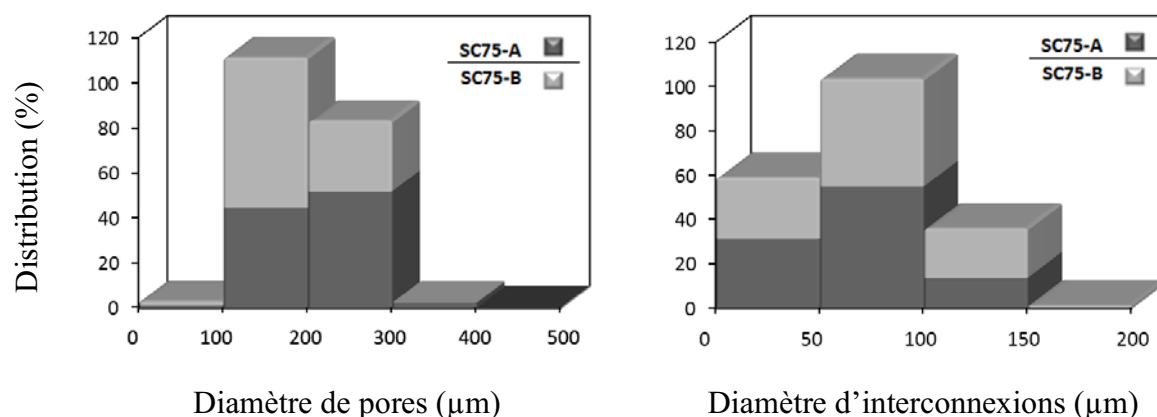 Distribution (%)
120
100
80
60
40
20
0
SC75-A
SC75-B
0 100 200 300 400 500
Diamètre de pores (µm)
120
100
80
60
40
20
0
SC75-A
SC75-B
0 50 100 150 200
Diamètre d’interconnexions (µm)